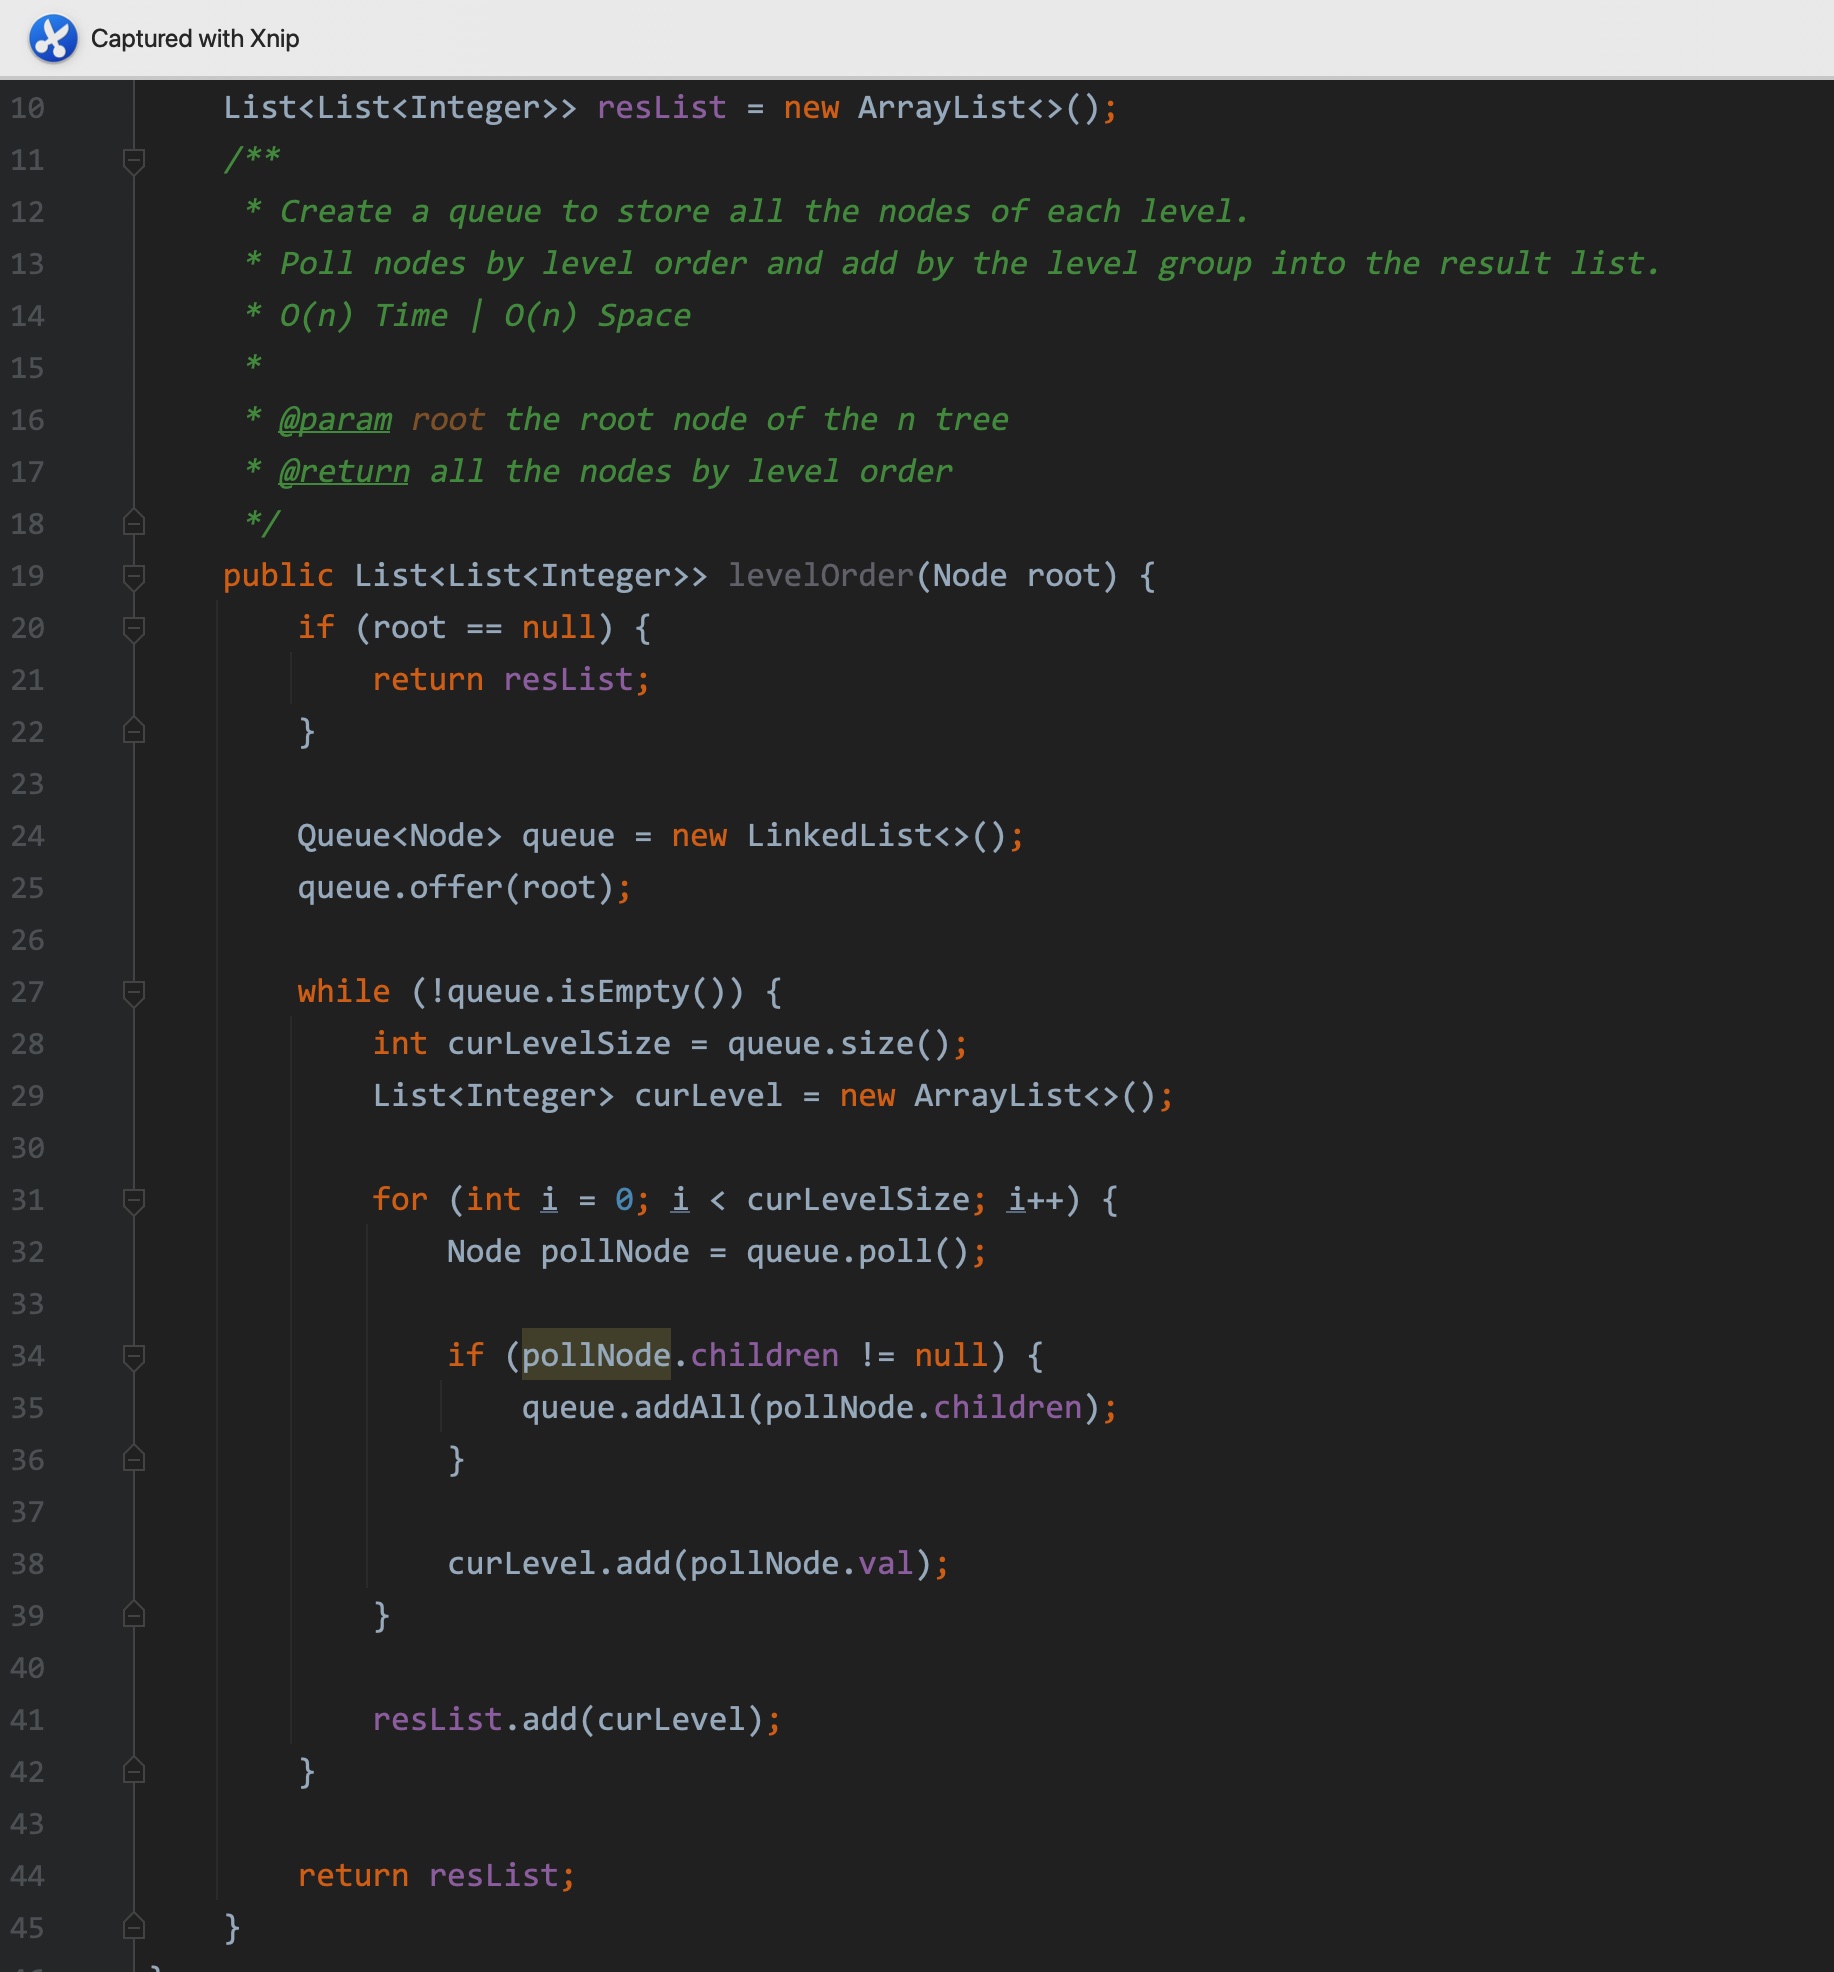 Captured with Xnip
10 List<List<Integer>> resList = new ArrayList<>();
11 /**
12 * Create a queue to store all the nodes of each level.
13 * Poll nodes by level order and add by the level group into the result list.
14 * O(n) Time | O(n) Space
15 *
16 * @param root the root node of the n tree
17 * @return all the nodes by level order
18 */
19 public List<List<Integer>> levelOrder(Node root) {
20 if (root == null) {
21 return resList;
22 }
23
24 Queue<Node> queue = new LinkedList<>();
25 queue.offer(root);
26
27 while (!queue.isEmpty()) {
28 int curLevelSize = queue.size();
29 List<Integer> curLevel = new ArrayList<>();
30
31 for (int i = 0; i < curLevelSize; i++) {
32 Node pollNode = queue.poll();
33
34 if (pollNode.children != null) {
35 queue.addAll(pollNode.children);
36 }
37
38 curLevel.add(pollNode.val);
39 }
40
41 resList.add(curLevel);
42 }
43
44 return resList;
45 }